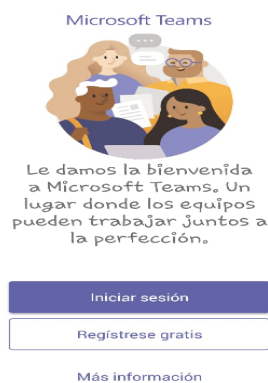 Microsoft Teams
Le damos la bienvenida
a Microsoft Teams. Un
lugar donde los equipos
pueden trabajar juntos a
la perfección.
Iniciar sesión
Regístrese gratis
Más información